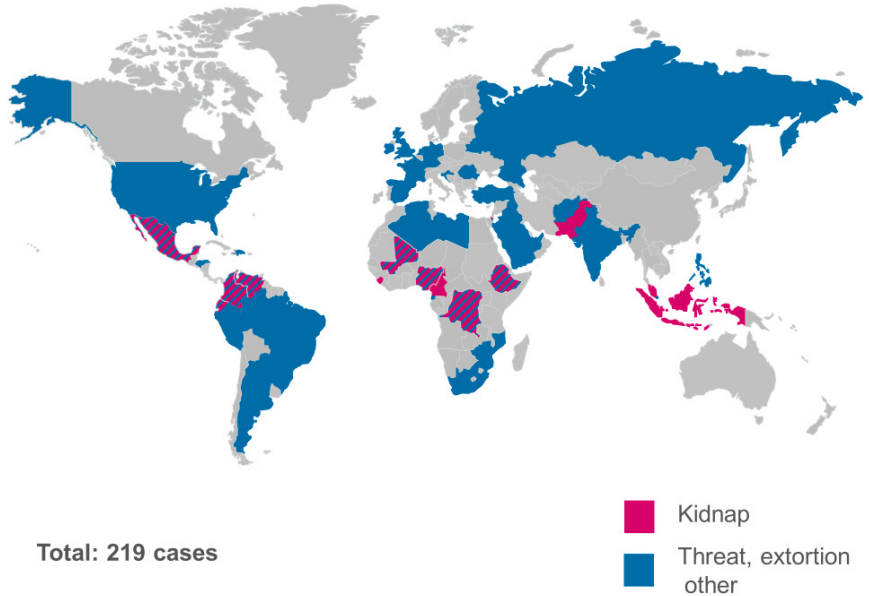 Kidnap
Total: 219 cases
Threat, extortion
other